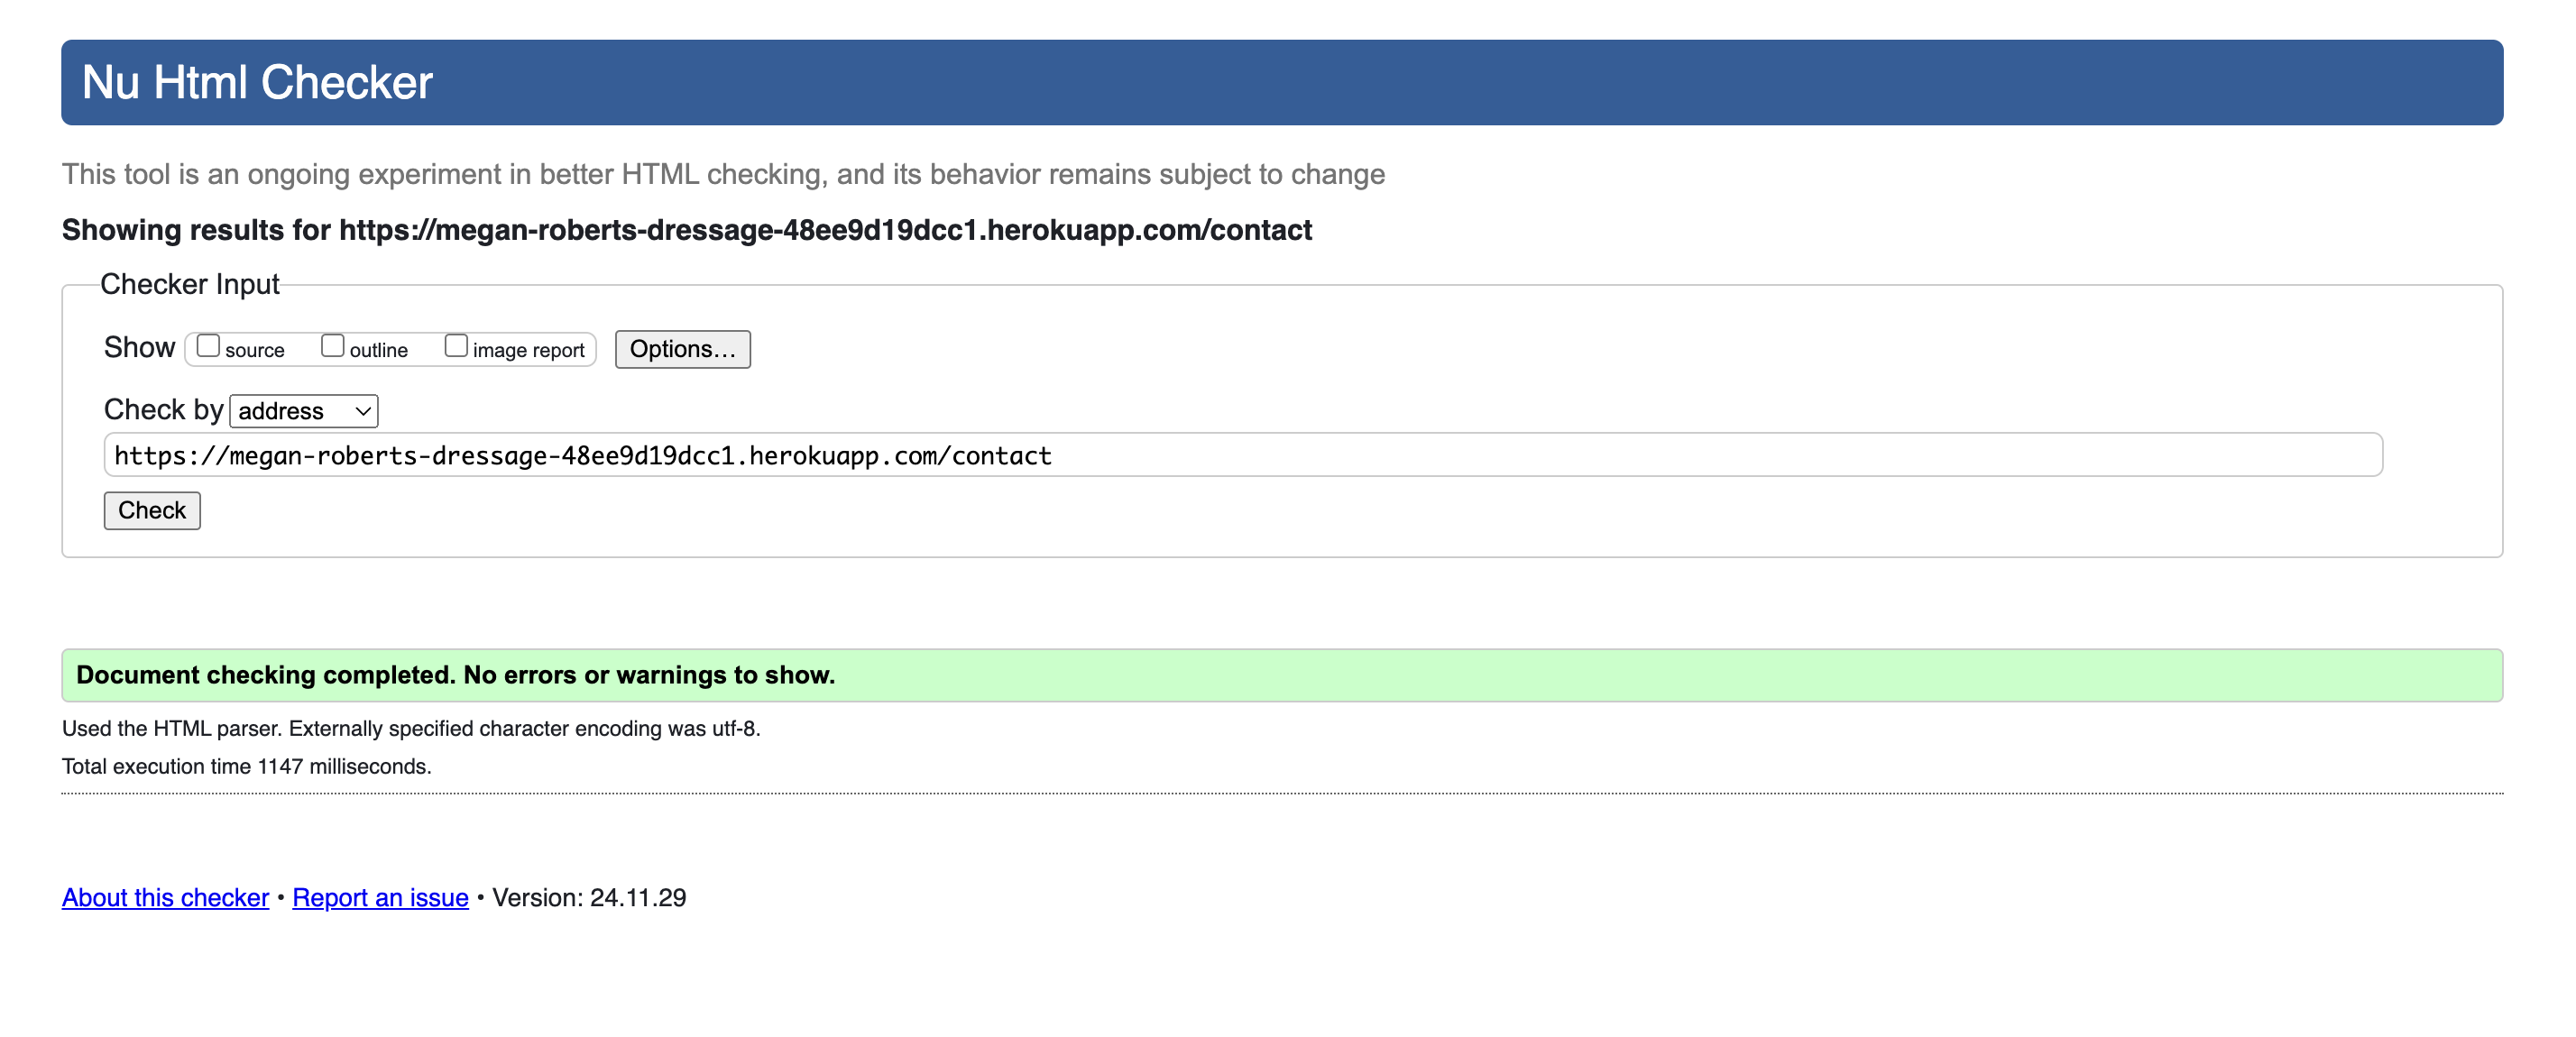 Nu Html Checker
This tool is an ongoing experiment in better HTML checking, and its behavior remains subject to change
Showing results for https://megan-roberts-dressage-48ee9d19dcc1.herokuapp.com/contact
Checker Input
Show source outline image report Options...
Check by address
https://megan-roberts-dressage-48ee9d19dcc1.herokuapp.com/contact
Check
Document checking completed. No errors or warnings to show.
Used the HTML parser. Externally specified character encoding was utf-8.
Total execution time 1147 milliseconds.
About this checker • Report an issue • Version: 24.11.29